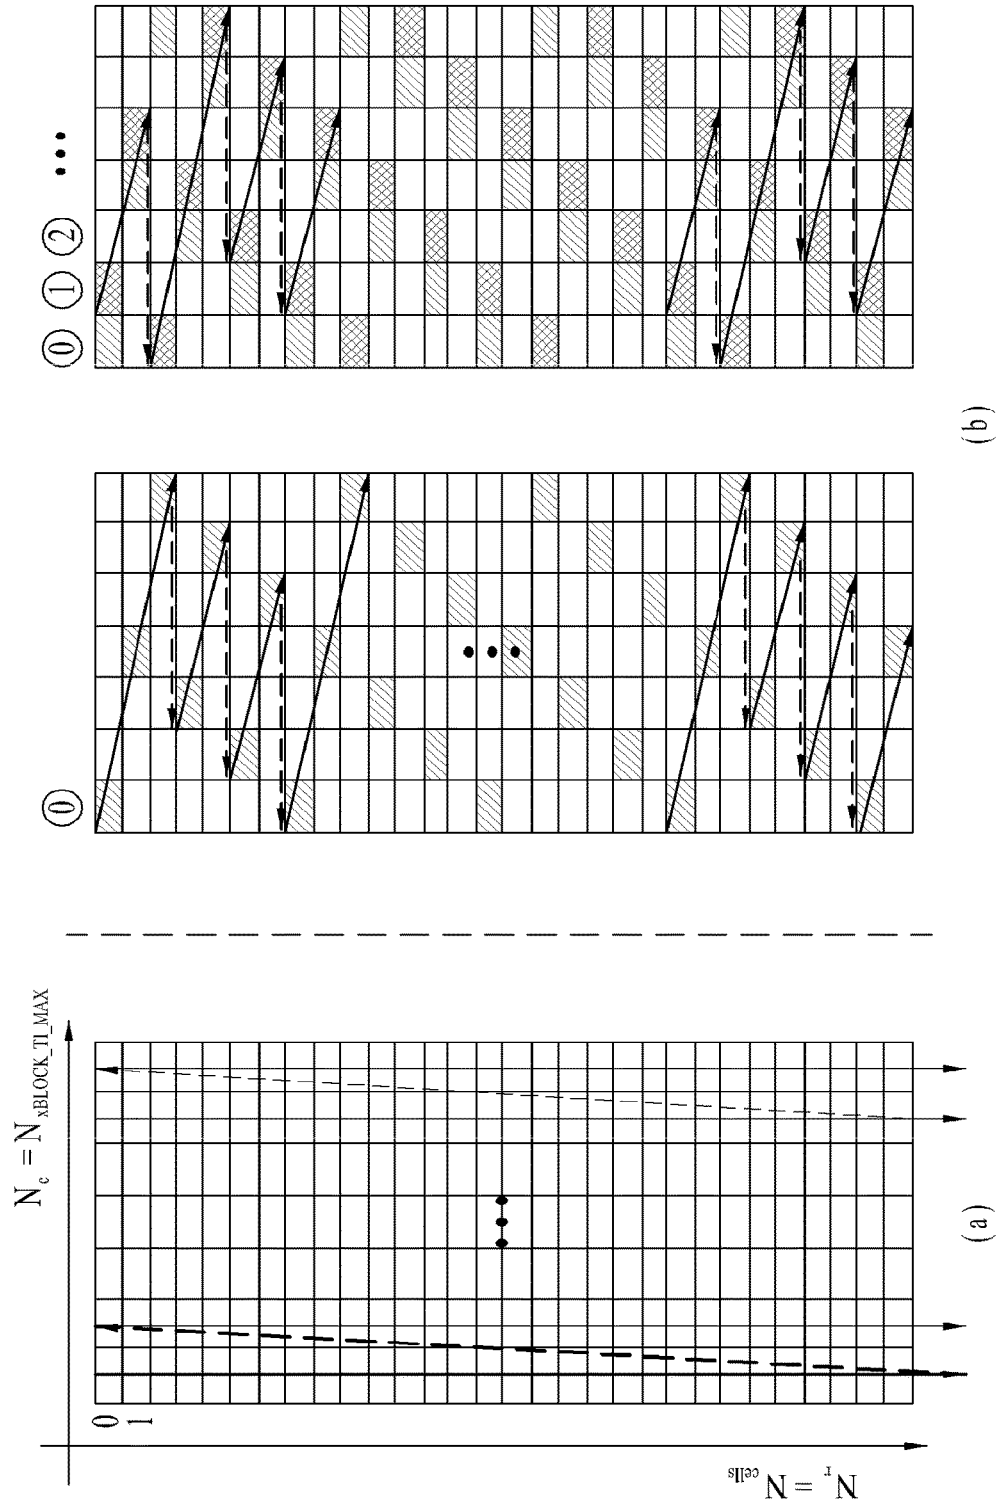 N_c = N_xBLOCK_TI_MAX
N_r = N_cells
0
1
(a)
⓪
⓪ ① ② •••
(b)